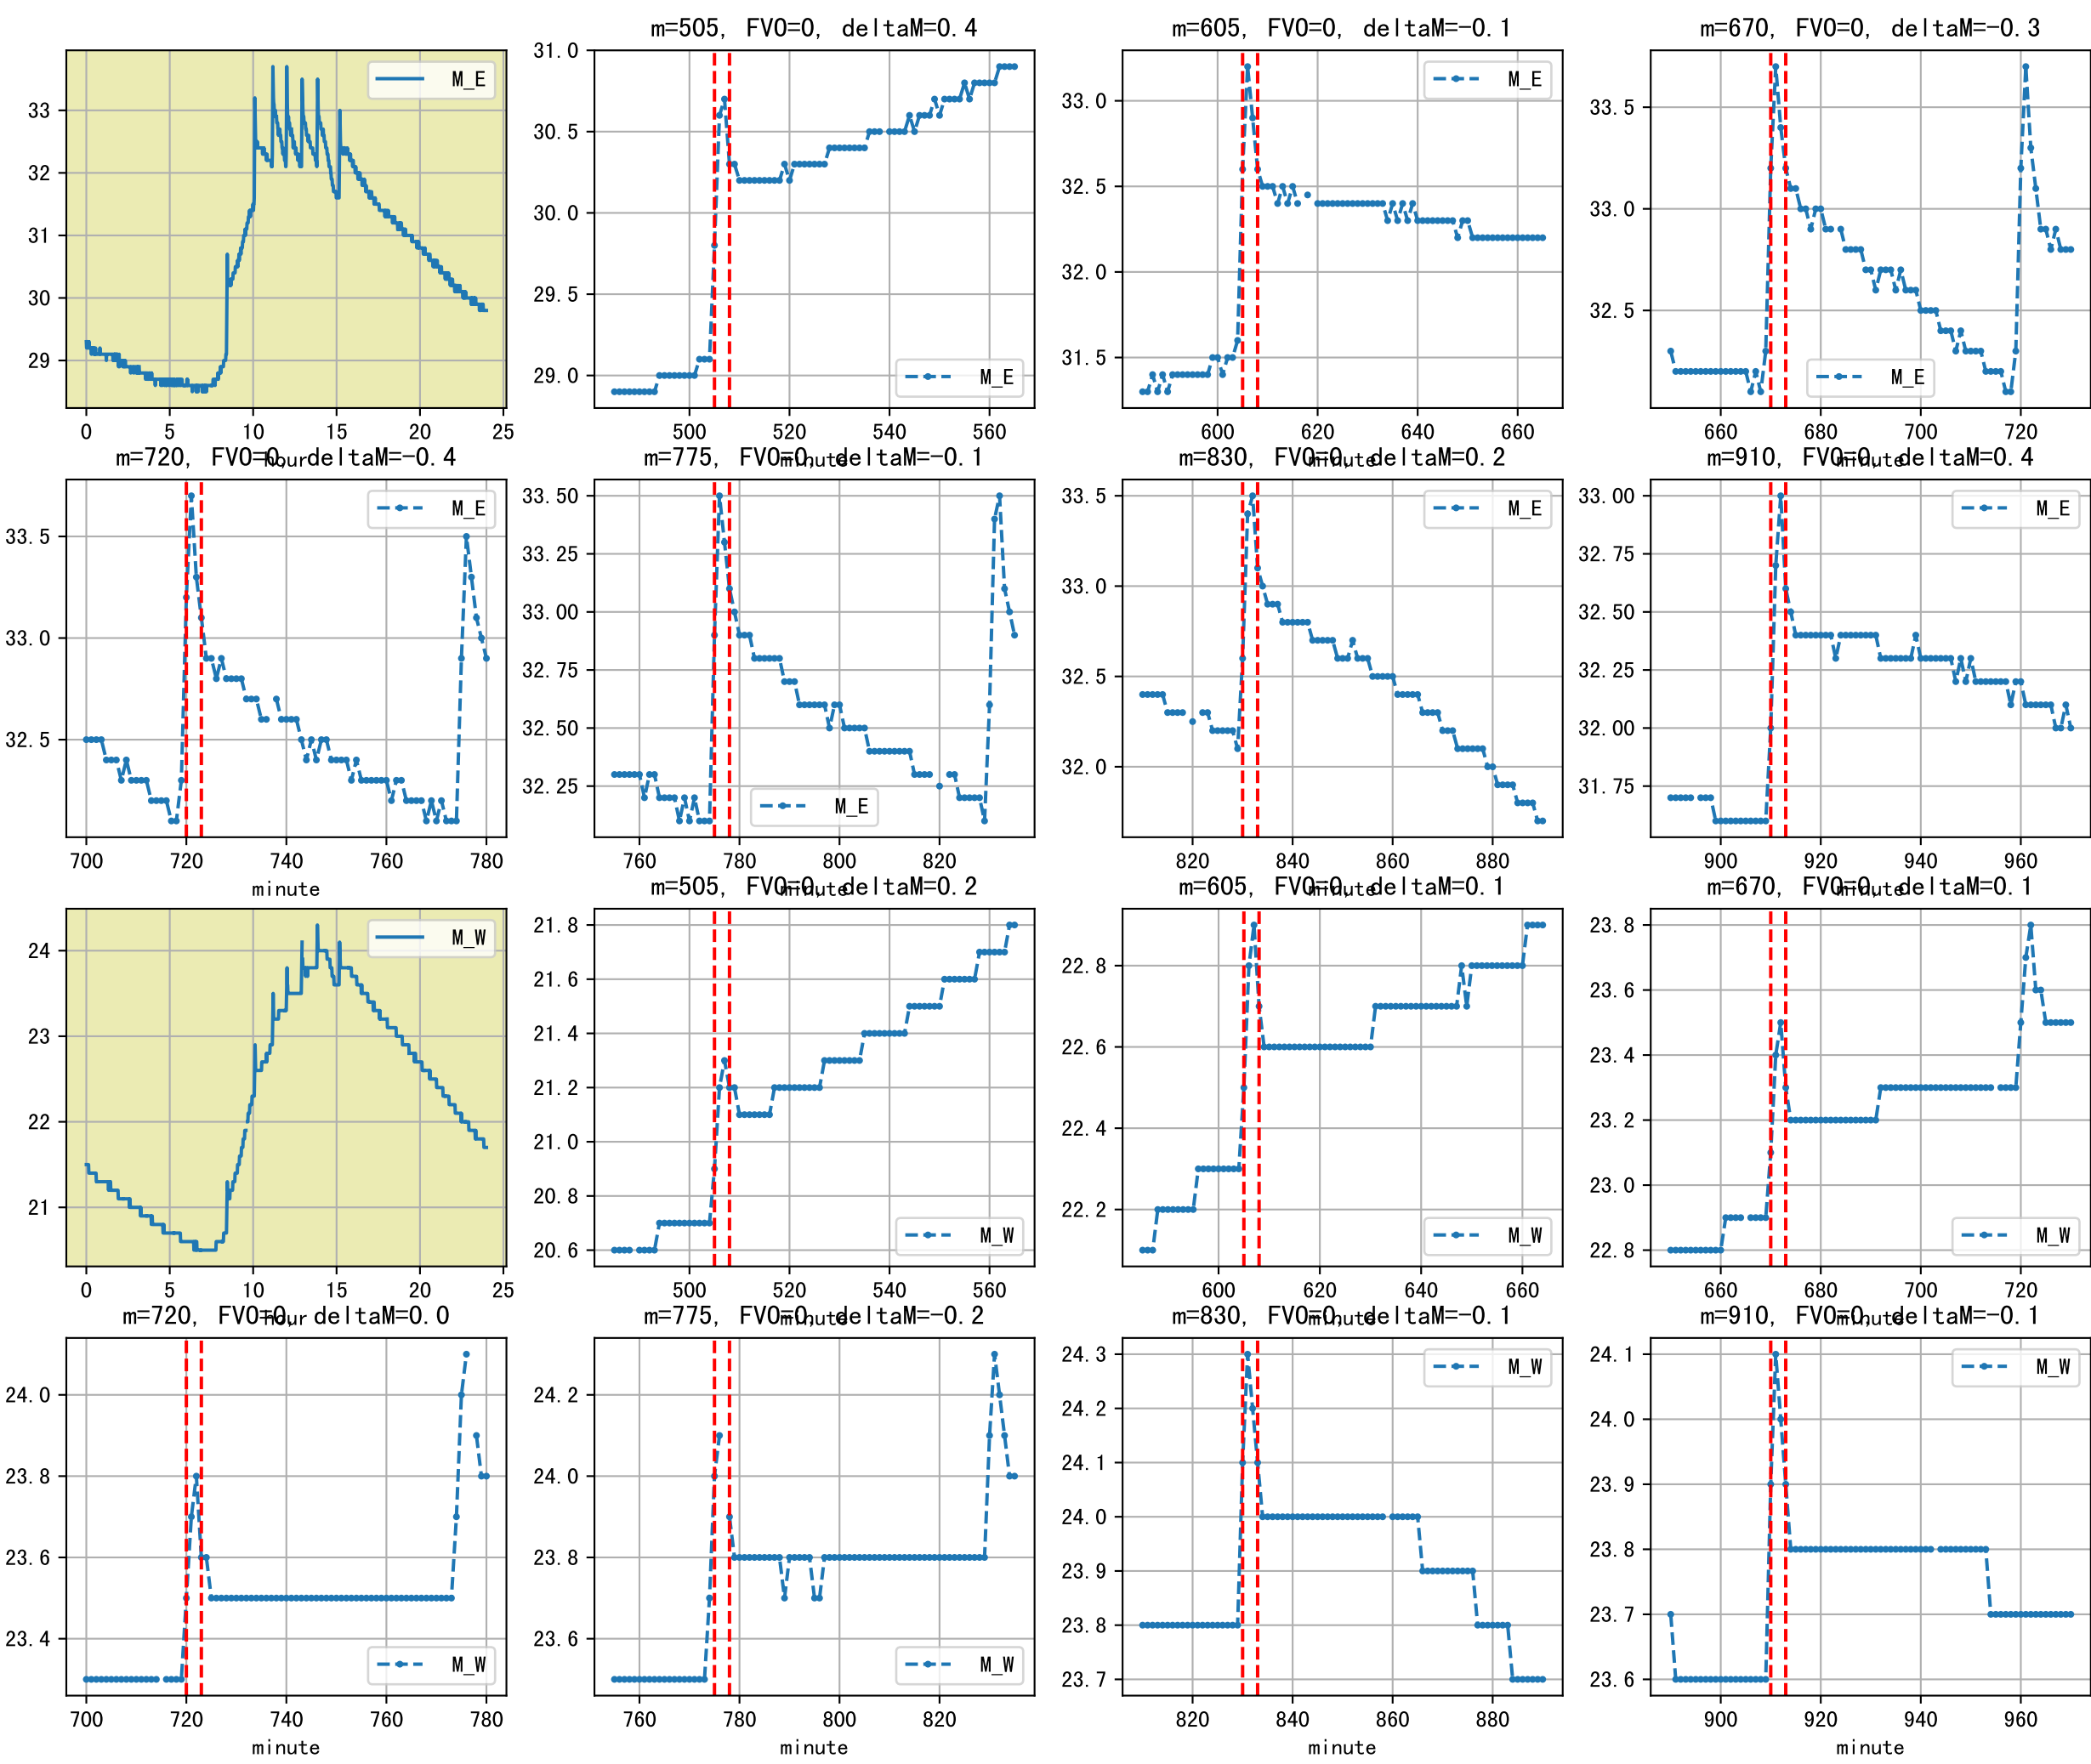 M_E
33
32
31
30
29
0 5 10 15 20 25
hour
m=505, FVO=0, deltaM=0.4
31.0
30.5
30.0
29.5
29.0
M_E
500 520 540 560
minute
m=605, FVO=0, deltaM=-0.1
M_E
33.0
32.5
32.0
31.5
600 620 640 660
minute
m=670, FVO=0, deltaM=-0.3
33.5
33.0
32.5
M_E
660 680 700 720
minute
m=720, FVO=0, deltaM=-0.4
M_E
33.5
33.0
32.5
700 720 740 760 780
minute
m=775, FVO=0, deltaM=-0.1
33.50
33.25
33.00
32.75
32.50
32.25
M_E
760 780 800 820
minute
m=830, FVO=0, deltaM=0.2
M_E
33.5
33.0
32.5
32.0
820 840 860 880
minute
m=910, FVO=0, deltaM=0.4
M_E
33.00
32.75
32.50
32.25
32.00
31.75
900 920 940 960
minute
M_W
24
23
22
21
0 5 10 15 20 25
hour
m=505, FVO=0, deltaM=0.2
21.8
21.6
21.4
21.2
21.0
20.8
20.6
M_W
500 520 540 560
minute
m=605, FVO=0, deltaM=0.1
22.8
22.6
22.4
22.2
M_W
600 620 640 660
minute
m=670, FVO=0, deltaM=0.1
23.8
23.6
23.4
23.2
23.0
22.8
M_W
660 680 700 720
minute
m=720, FVO=0, deltaM=0.0
24.0
23.8
23.6
23.4
M_W
700 720 740 760 780
minute
m=775, FVO=0, deltaM=-0.2
24.2
24.0
23.8
23.6
M_W
760 780 800 820
minute
m=830, FVO=0, deltaM=-0.1
M_W
24.3
24.2
24.1
24.0
23.9
23.8
23.7
820 840 860 880
minute
m=910, FVO=0, deltaM=-0.1
M_W
24.1
24.0
23.9
23.8
23.7
23.6
900 920 940 960
minute